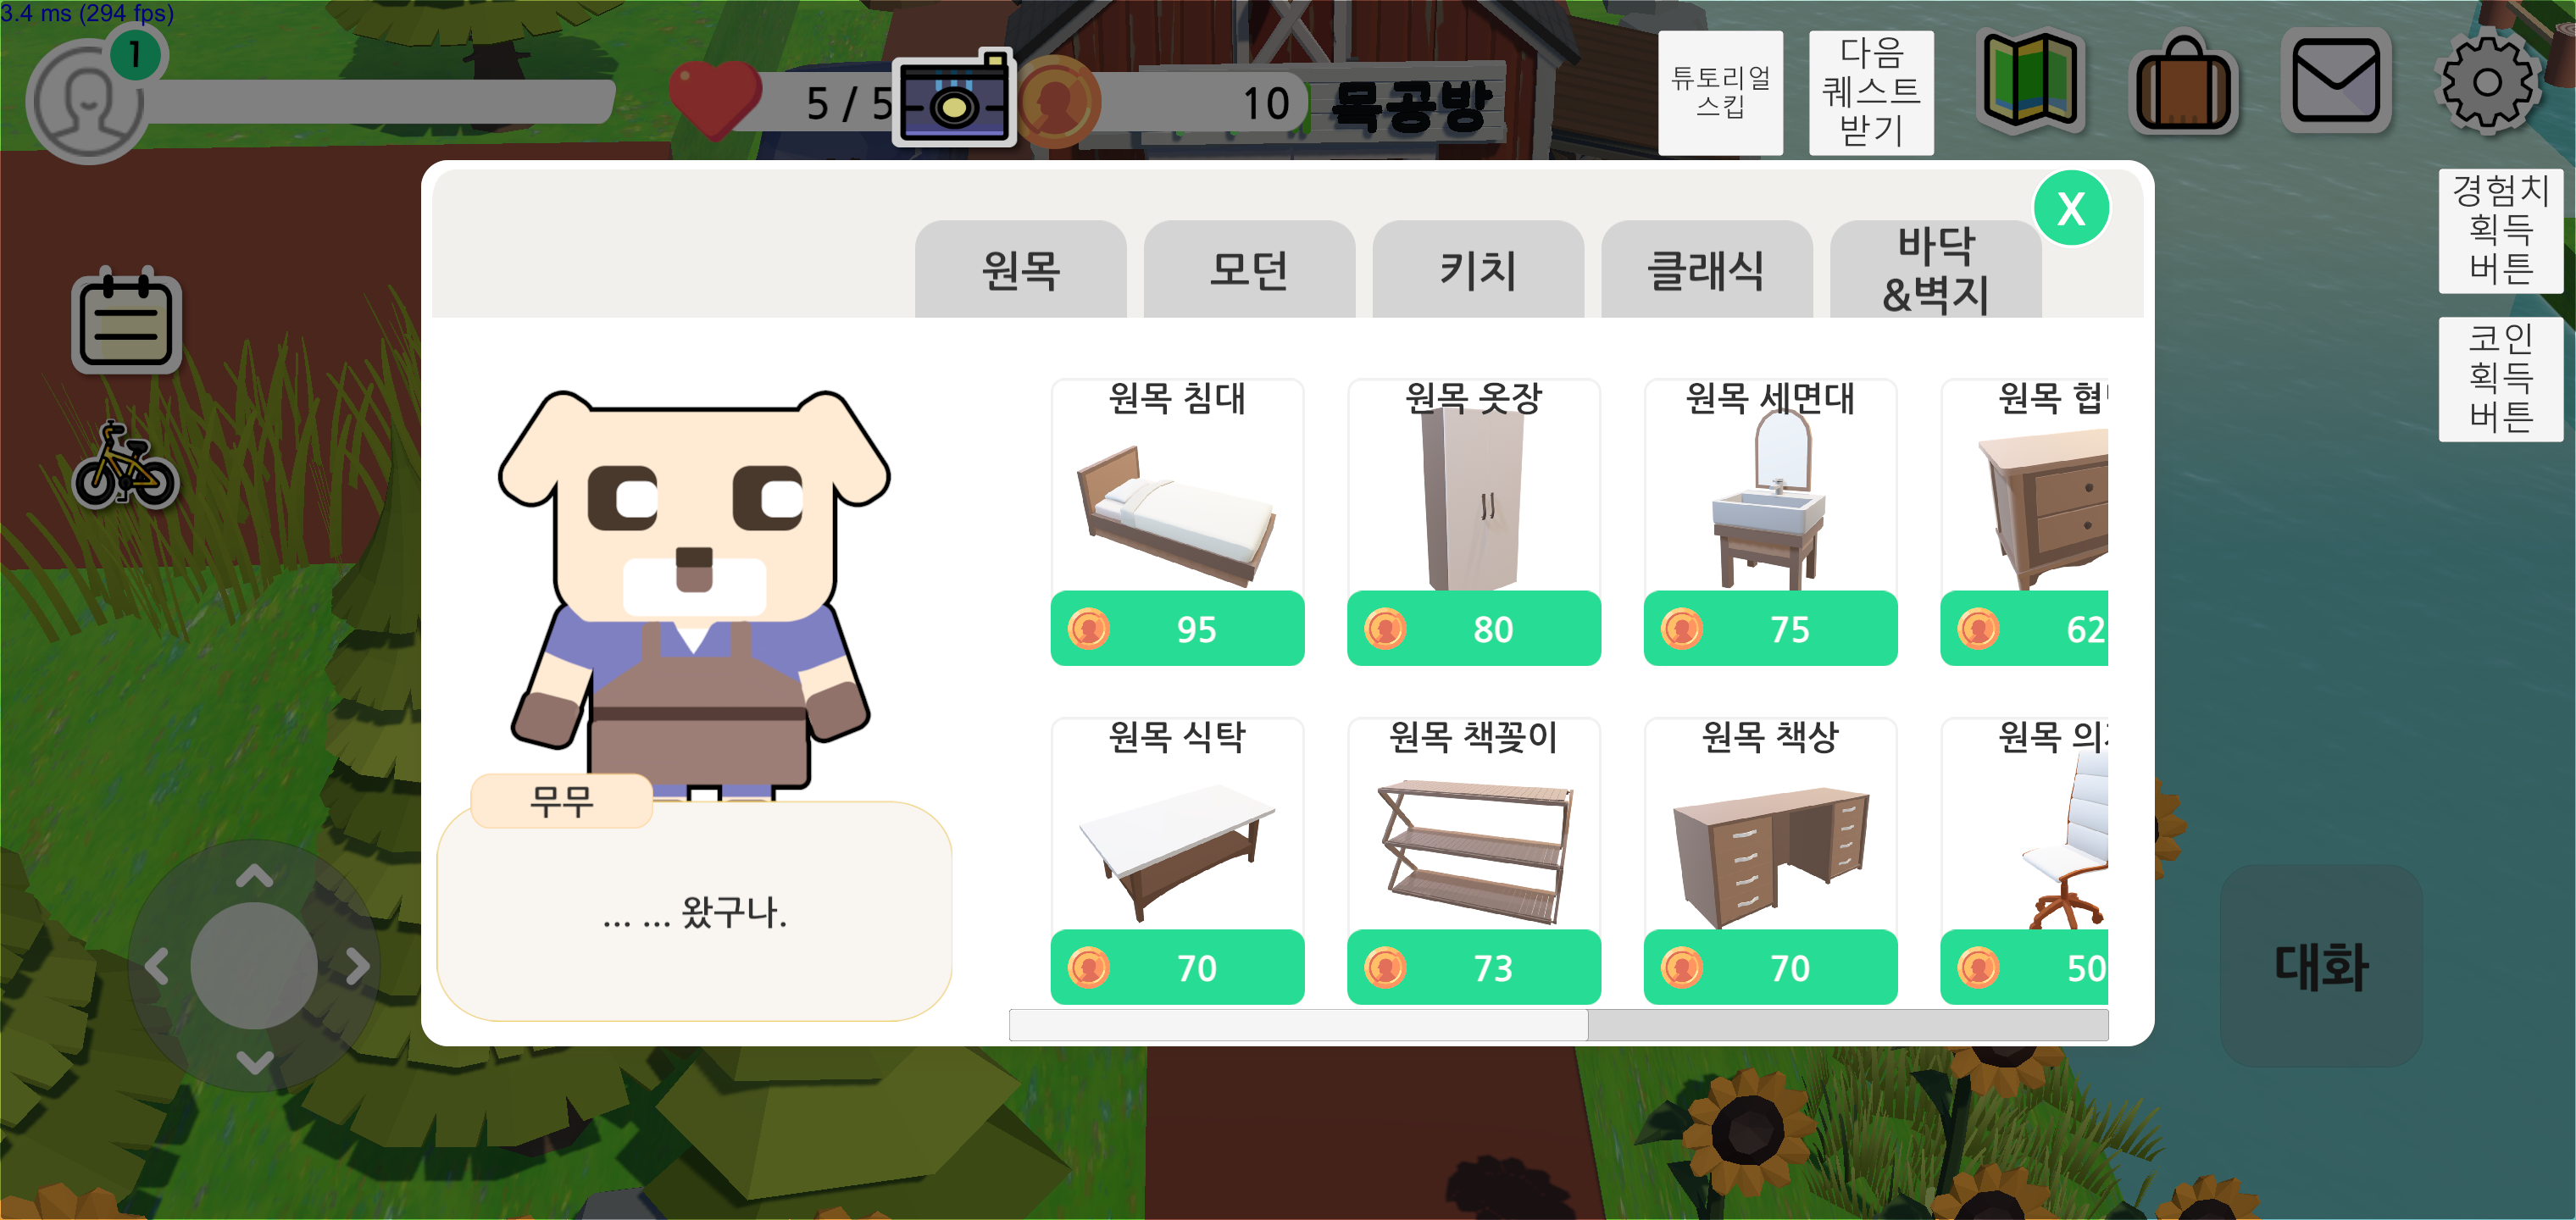 3.4 ms (294 fps)
1
5 / 5
10
목공방
튜토리얼
스킵
다음
퀘스트
받기
경험치
획득
버튼
코인
획득
버튼
X
원목
모던
키치
클래식
바닥
&벽지
원목 침대
원목 옷장
원목 세면대
원목
95
80
75
62
원목 식탁
원목 책꽂이
원목 책상
원목
70
73
70
50
무무
... ... 왔구나.
대화